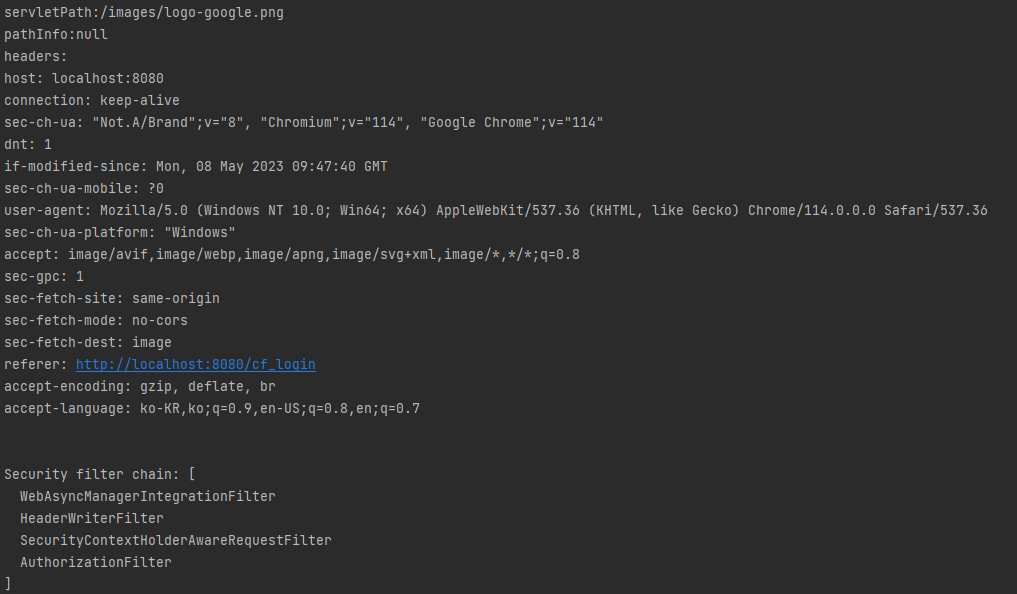 servletPath:/images/logo-google.png
pathInfo:null
headers:
host: localhost:8080
connection: keep-alive
sec-ch-ua: "Not.A/Brand";v="8", "Chromium";v="114", "Google Chrome";v="114"
dnt: 1
if-modified-since: Mon, 08 May 2023 09:47:40 GMT
sec-ch-ua-mobile: ?0
user-agent: Mozilla/5.0 (Windows NT 10.0; Win64; x64) AppleWebKit/537.36 (KHTML, like Gecko) Chrome/114.0.0.0 Safari/537.36
sec-ch-ua-platform: "Windows"
accept: image/avif,image/webp,image/apng,image/svg+xml,image/*,*/*;q=0.8
sec-gpc: 1
sec-fetch-site: same-origin
sec-fetch-mode: no-cors
sec-fetch-dest: image
referer: http://localhost:8080/cf_login
accept-encoding: gzip, deflate, br
accept-language: ko-KR,ko;q=0.9,en-US;q=0.8,en;q=0.7
Security filter chain: [
  WebAsyncManagerIntegrationFilter
  HeaderWriterFilter
  SecurityContextHolderAwareRequestFilter
  AuthorizationFilter
]